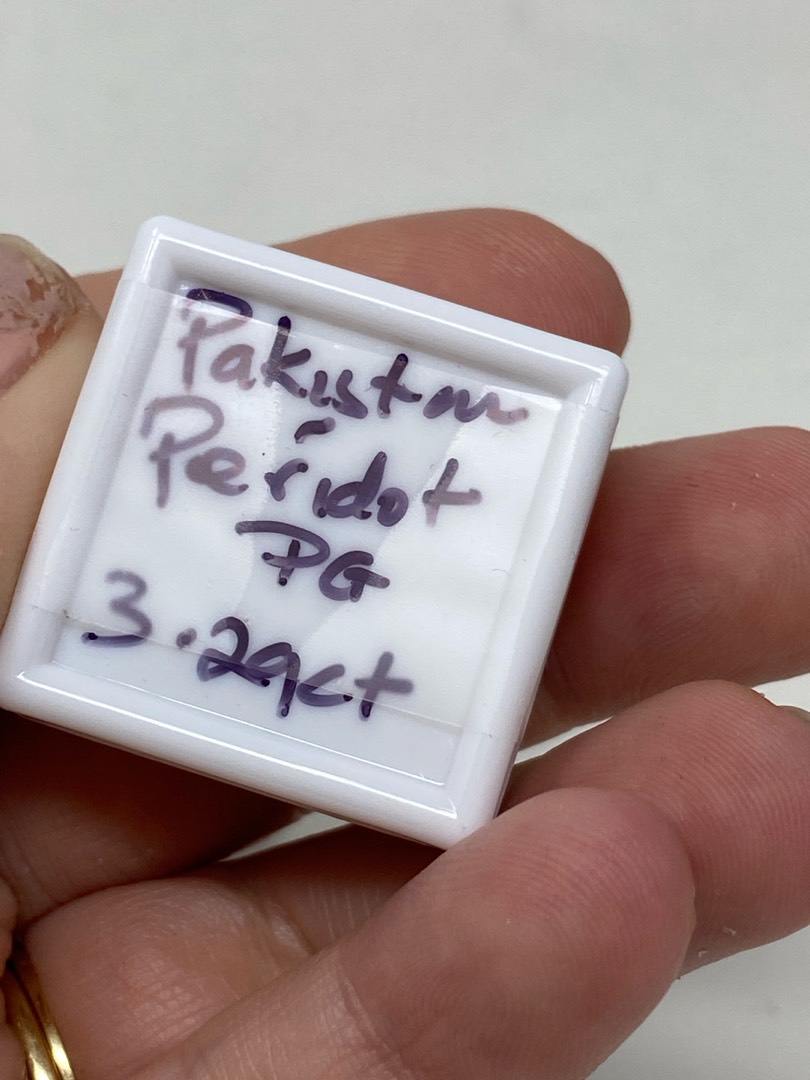 Pakistan
Peridot
PG
3.29ct